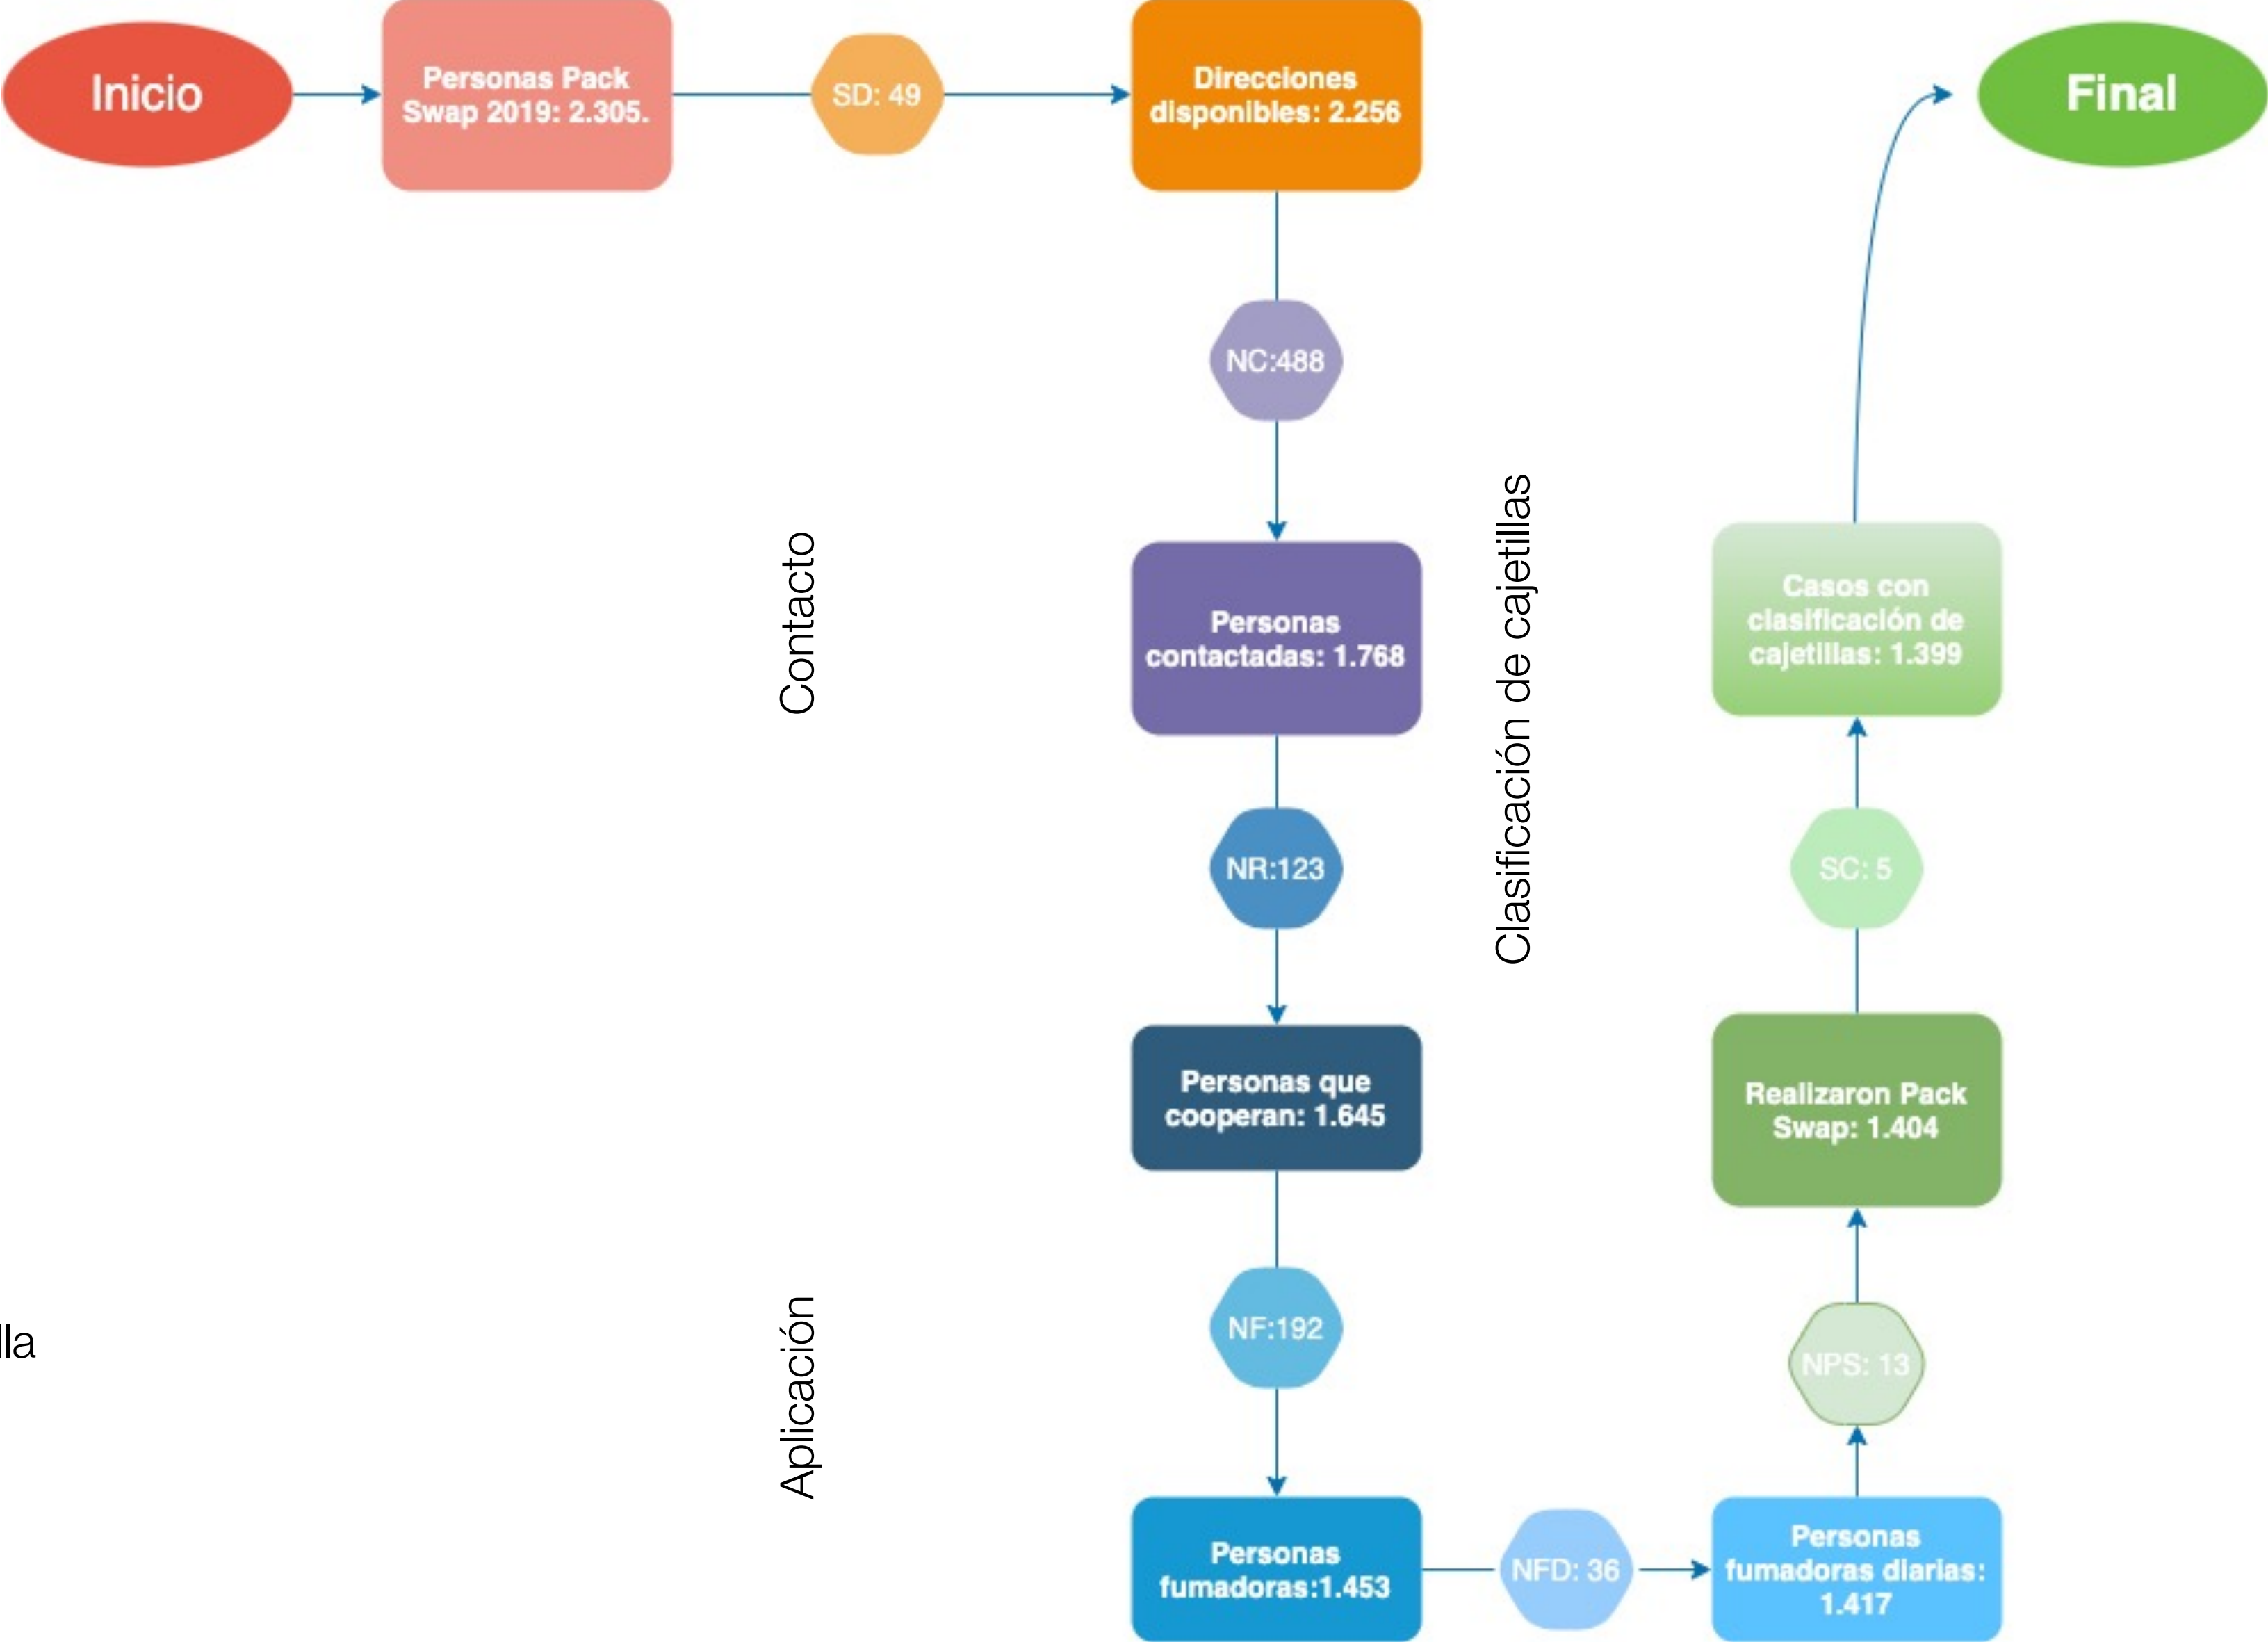 Inicio
Personas Pack
Swap 2019: 2.305.
SD: 49
Direcciones
disponibles: 2.256
Final
NC:488
Contacto
Personas
contactadas: 1.768
Clasificación de cajetillas
Casos con
clasificación de
cajetillas: 1.399
NR:123
SC: 5
Personas que
cooperan: 1.645
Realizaron Pack
Swap: 1.404
Aplicación
NF:192
NPS: 13
lla
Personas
fumadoras:1.453
NFD: 36
Personas
fumadoras diarias:
1.417